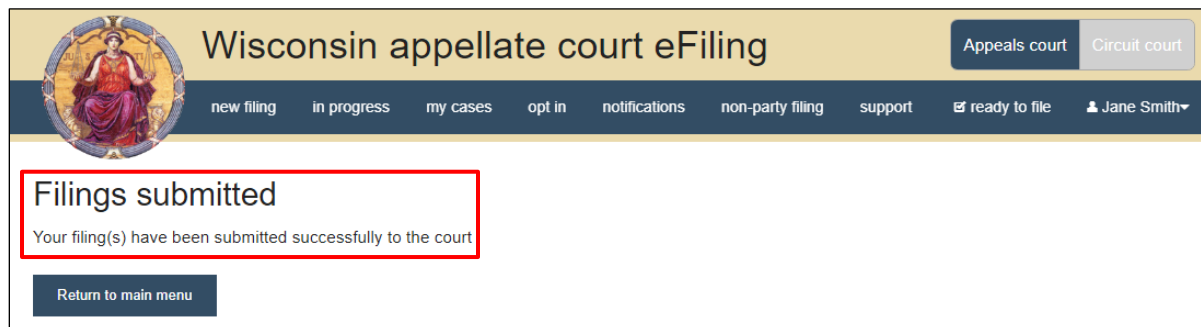 Wisconsin appellate court eFiling
Appeals court
Circuit court
JUS TICE
new filing
in progress
my cases
opt in
notifications
non-party filing
support
ready to file
Jane Smith
Filings submitted
Your filing(s) have been submitted successfully to the court
Return to main menu